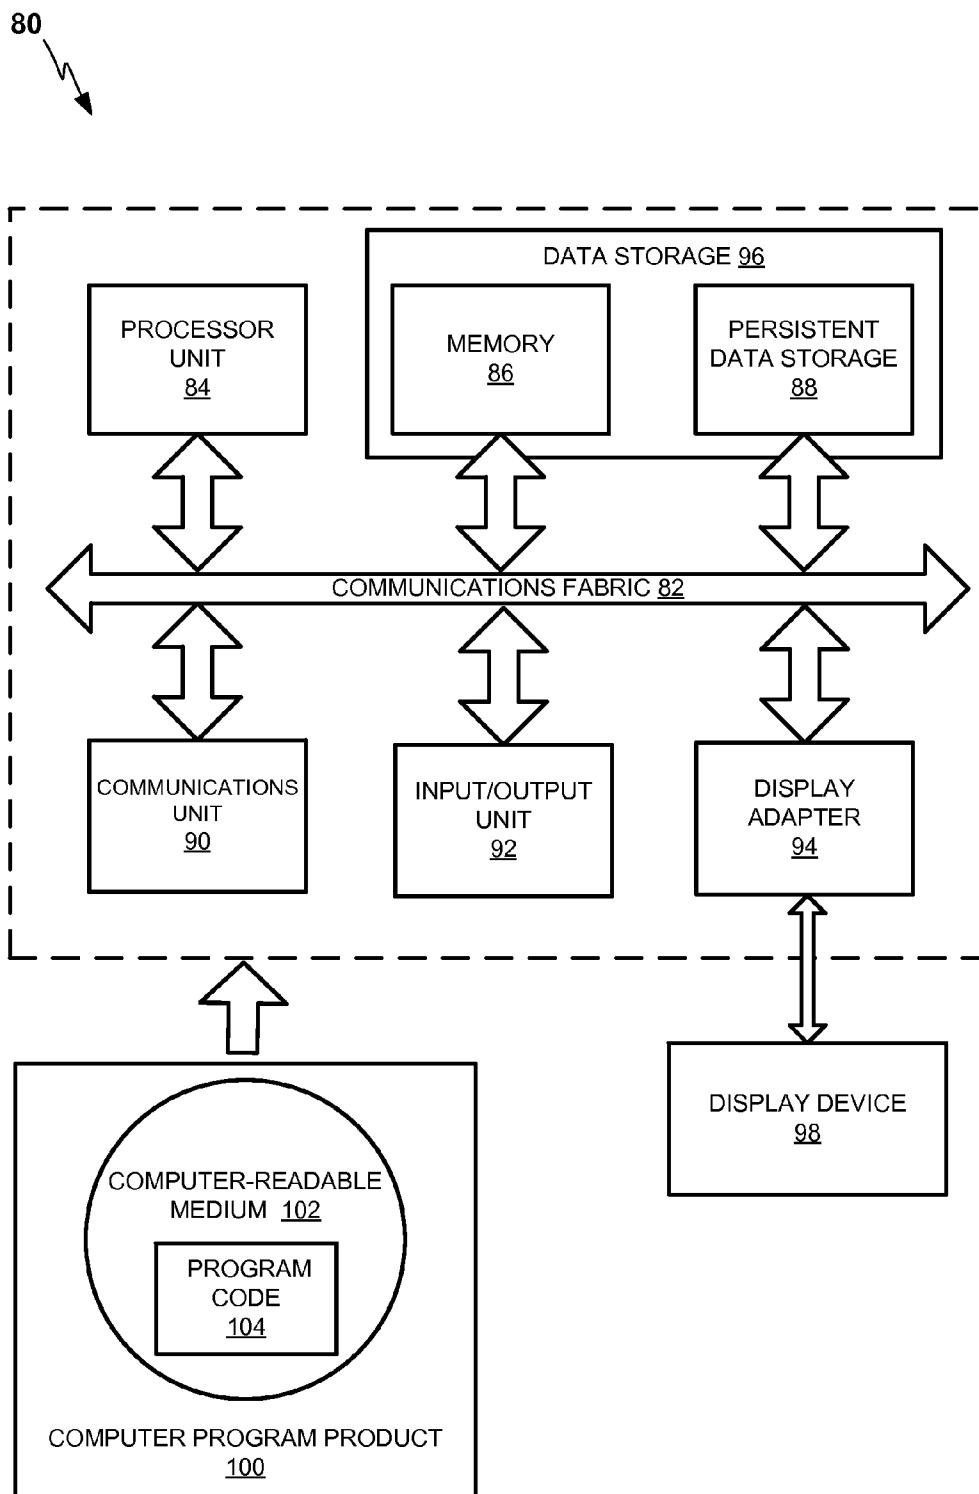 80
DATA STORAGE 96
PROCESSOR
UNIT
84
MEMORY
86
PERSISTENT
DATA STORAGE
88
COMMUNICATIONS FABRIC 82
COMMUNICATIONS
UNIT
90
INPUT/OUTPUT
UNIT
92
DISPLAY
ADAPTER
94
DISPLAY DEVICE
98
COMPUTER-READABLE
MEDIUM 102
PROGRAM
CODE
104
COMPUTER PROGRAM PRODUCT
100